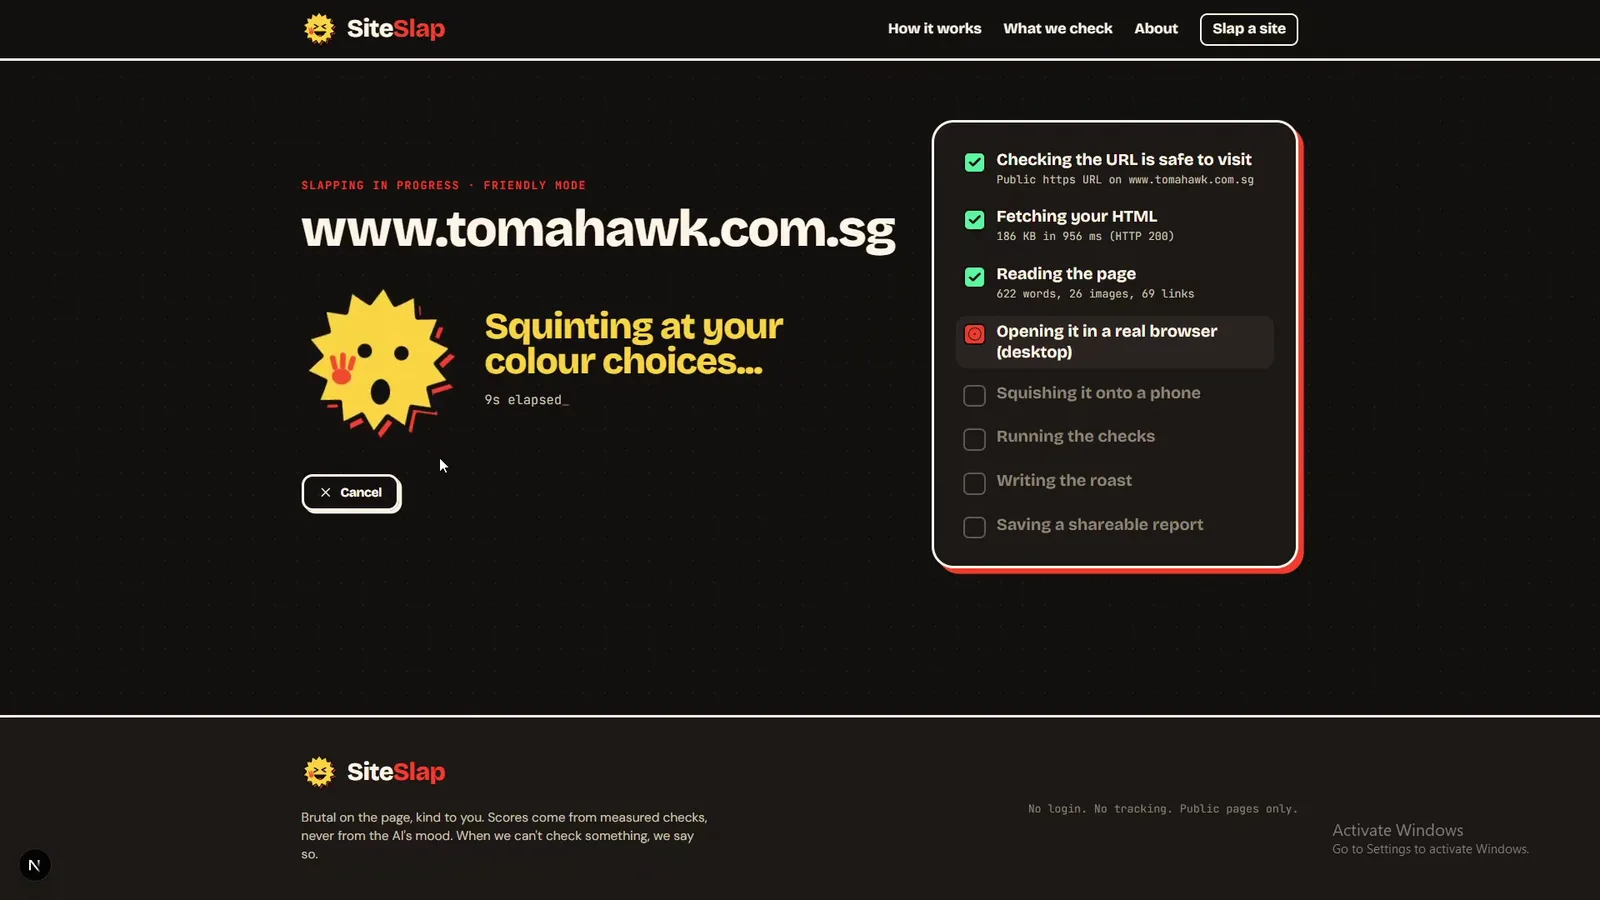 SiteSlap
How it works
What we check
About
Slap a site
SLAPPING IN PROGRESS · FRIENDLY MODE
www.tomahawk.com.sg
Squinting at your
colour choices...
9s elapsed_
Cancel
Checking the URL is safe to visit
Public https URL on www.tomahawk.com.sg
Fetching your HTML
186 KB in 956 ms (HTTP 200)
Reading the page
622 words, 26 images, 69 links
Opening it in a real browser
(desktop)
Squishing it onto a phone
Running the checks
Writing the roast
Saving a shareable report
SiteSlap
Brutal on the page, kind to you. Scores come from measured checks,
never from the AI's mood. When we can't check something, we say
so.
No login. No tracking. Public pages only.
Activate Windows
Go to Settings to activate Windows.
N